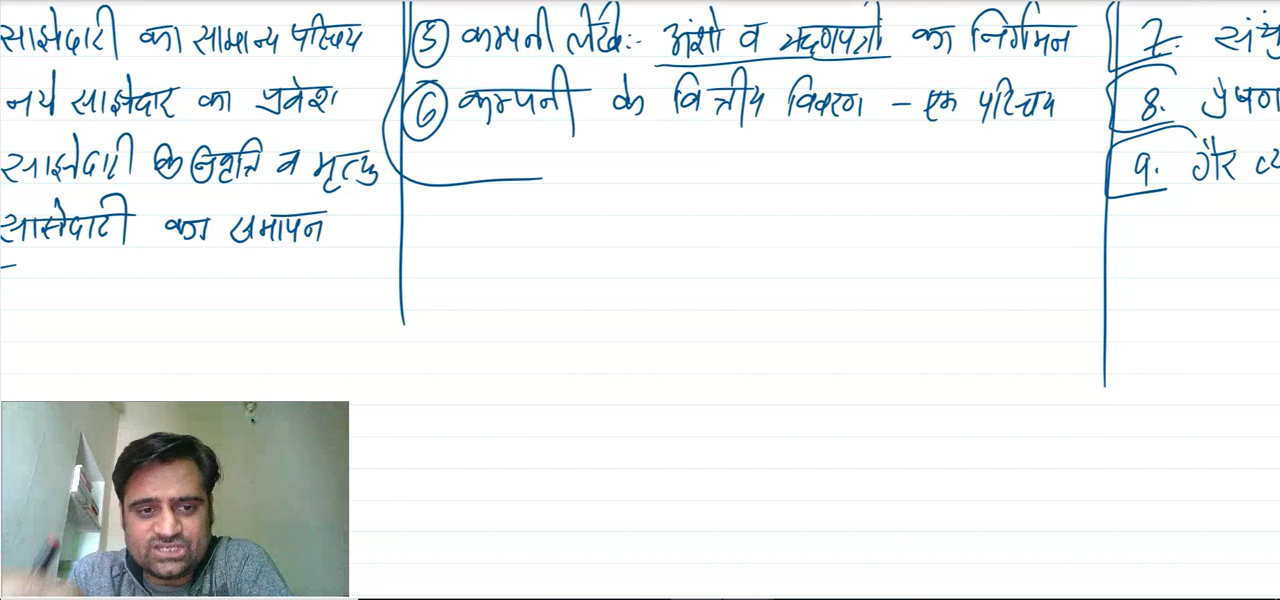 साझेदारी का सामान्य परिचय
नये साझेदार का प्रवेश
साझेदारी कि निवृत्ति व मृत्यु
साझेदारी का समापन
5 कम्पनी लेखे:- अंशो व ऋणपत्रो का निर्गमन
6 कम्पनी के वित्तीय विवरण – एक परिचय
7.
8. प्रेषण
9. गैर